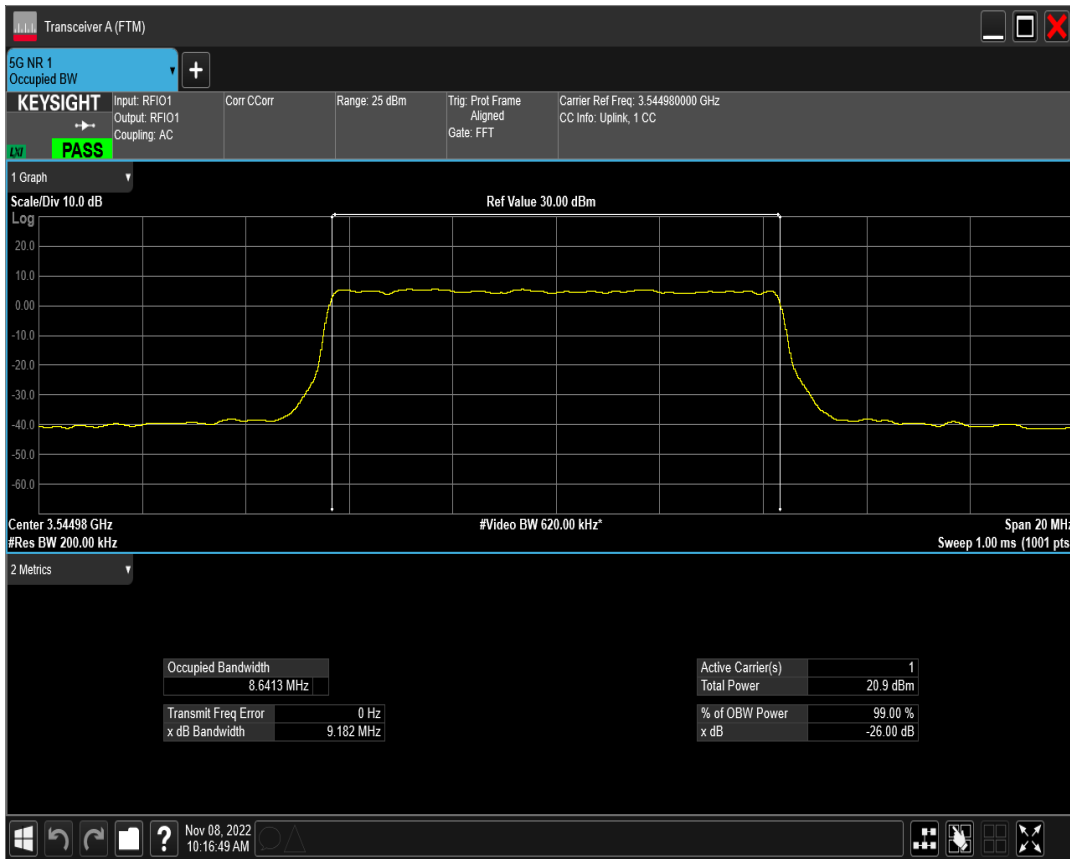 Transceiver A (FTM)
5G NR 1
Occupied BW
+
KEYSIGHT
LXI
PASS
Input: RFIO1
Output: RFIO1
Coupling: AC
Corr CCorr
Range: 25 dBm
Trig: Prot Frame
Aligned
Gate: FFT
Carrier Ref Freq: 3.544980000 GHz
CC Info: Uplink, 1 CC
1 Graph
Scale/Div 10.0 dB
Ref Value 30.00 dBm
Log
20.0
10.0
0.00
-10.0
-20.0
-30.0
-40.0
-50.0
-60.0
Center 3.54498 GHz
#Video BW 620.00 kHz*
Span 20 MHz
#Res BW 200.00 kHz
Sweep 1.00 ms (1001 pts
2 Metrics
Occupied Bandwidth
8.6413 MHz
Transmit Freq Error 0 Hz
x dB Bandwidth 9.182 MHz
Active Carrier(s) 1
Total Power 20.9 dBm
% of OBW Power 99.00 %
x dB -26.00 dB
?
Nov 08, 2022
10:16:49 AM